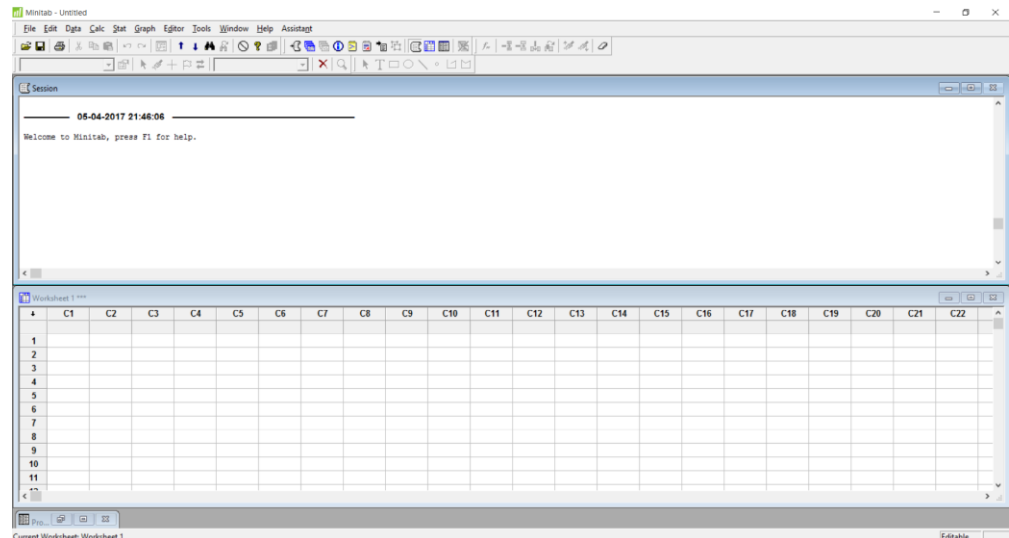 Minitab - Untitled
File Edit Data Calc Stat Graph Editor Tools Window Help Assistant
Session
05-04-2017 21:46:06
Welcome to Minitab, press F1 for help.
Worksheet 1 ***
C1 C2 C3 C4 C5 C6 C7 C8 C9 C10 C11 C12 C13 C14 C15 C16 C17 C18 C19 C20 C21 C22
1
2
3
4
5
6
7
8
9
10
11
Pro...
Current Worksheet: Worksheet 1 Editable